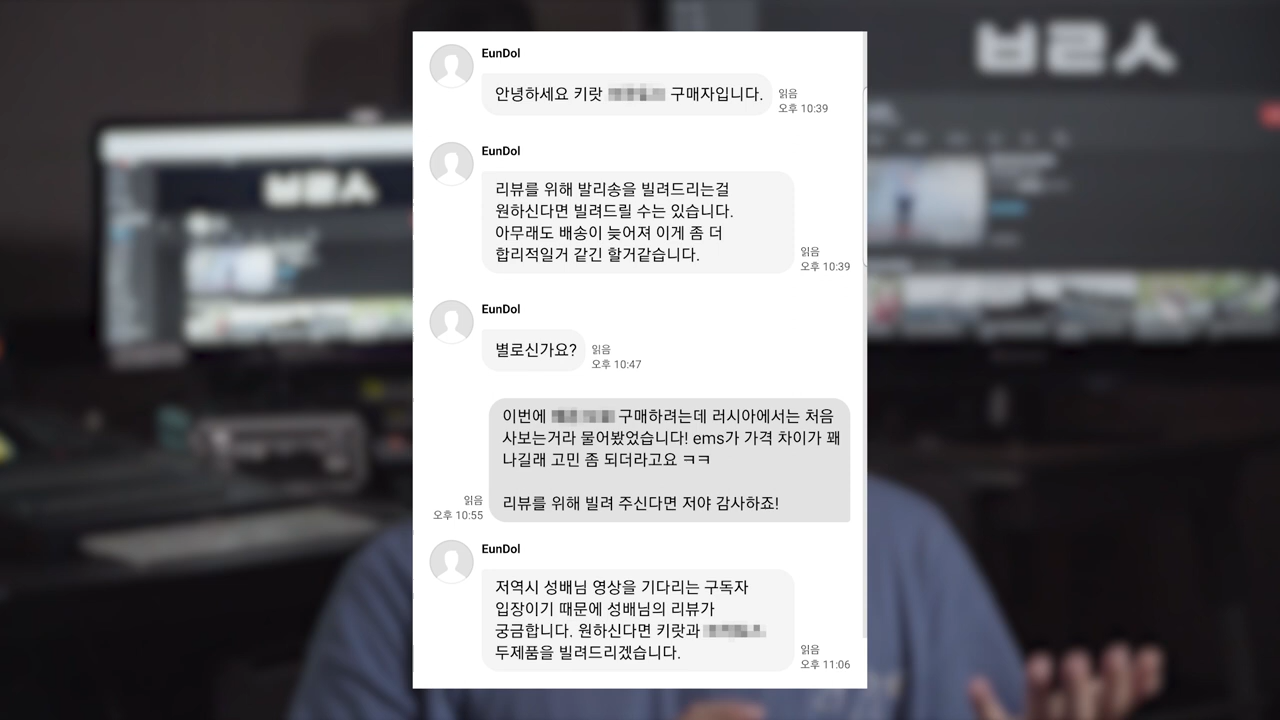 ㅂㄹㅅ
ㅂㄹㅅ
EunDol
안녕하세요 키랏 구매자입니다.
읽음
오후 10:39
EunDol
리뷰를 위해 발리송을 빌려드리는걸
원하신다면 빌려드릴 수는 있습니다.
아무래도 배송이 늦어져 이게 좀 더
합리적일거 같긴 할거같습니다.
읽음
오후 10:39
EunDol
별로신가요?
읽음
오후 10:47
이번에 구매하려는데 러시아에서는 처음
사보는거라 물어봤었습니다! ems가 가격 차이가 꽤
나길래 고민 좀 되더라고요 ㅋㅋ
리뷰를 위해 빌려 주신다면 저야 감사하죠!
읽음
오후 10:55
EunDol
저역시 성배님 영상을 기다리는 구독자
입장이기 때문에 성배님의 리뷰가
궁금합니다. 원하신다면 키랏과
두제품을 빌려드리겠습니다.
읽음
오후 11:06